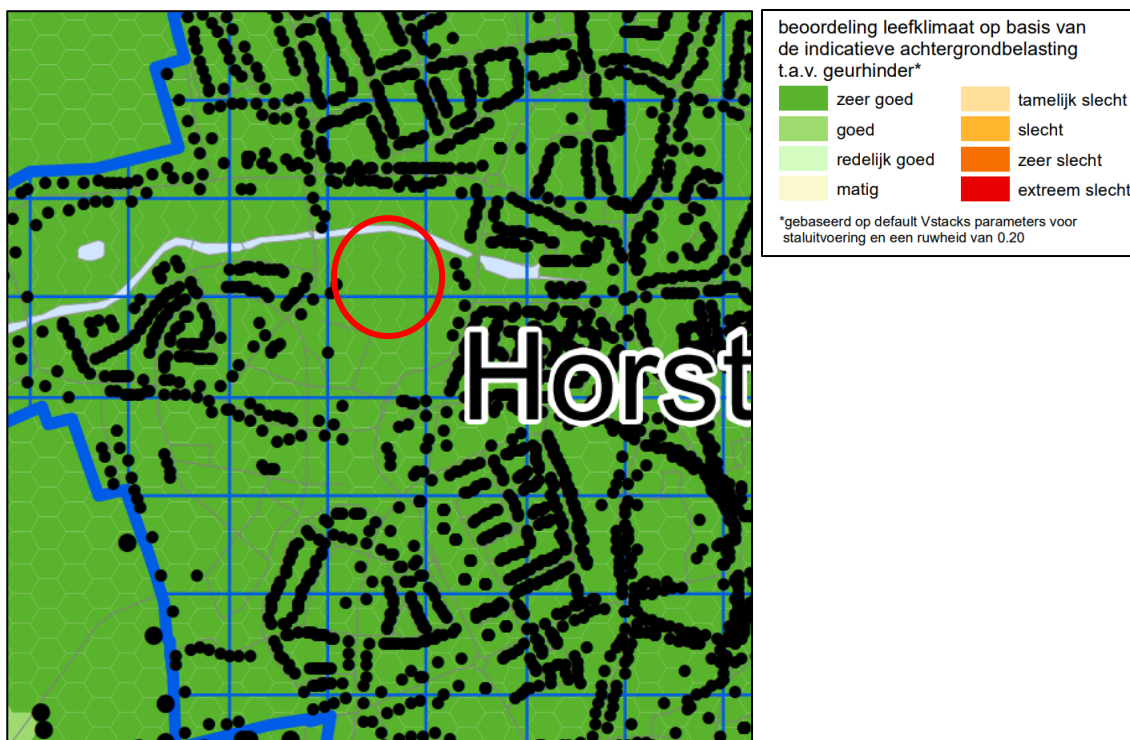 Horst
beoordeling leefklimaat op basis van
de indicatieve achtergrondbelasting
t.a.v. geurhinder*
zeer goed
goed
redelijk goed
matig
tamelijk slecht
slecht
zeer slecht
extreem slecht
*gebaseerd op default Vstacks parameters voor
staluitvoering en een ruwheid van 0.20